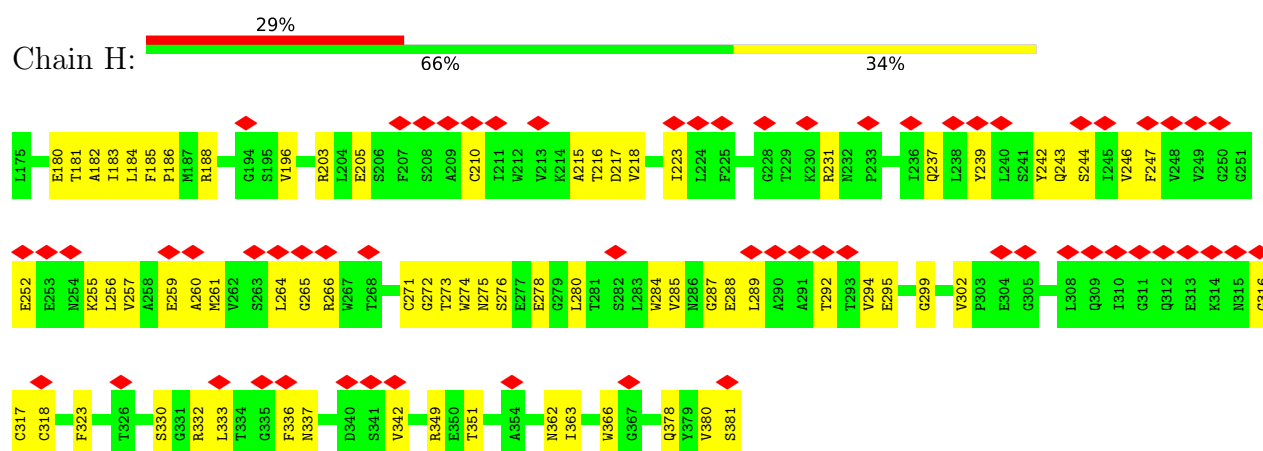 29%
Chain H:
66% 34%
L175 E180 T181 A182 I183 L184 F185 P186 M187 R188 G194 S195 V196 R203 L204 E205 S206 F207 S208 A209 C210 I211 W212 V213 K214 A215 T216 D217 V218 I223 L224 F225 G228 T229 K230 R231 N232 P233 I236 Q237 L238 Y239 L240 S241 Y242 Q243 S244 I245 V246 F247 V248 V249 G250 G251
E252 E253 N254 K255 L256 V257 A258 E259 A260 M261 V262 S263 L264 G265 R266 W267 T268 C271 G272 T273 W274 N275 S276 E277 E278 G279 L280 T281 S282 L283 W284 V285 N286 G287 E288 L289 A290 A291 T292 T293 V294 E295 G299 V302 P303 E304 G305 L308 Q309 I310 G311 Q312 E313 K314 N315 C316
C317 C318 F323 T326 S330 G331 R332 L333 T334 G335 F336 N337 D340 S341 V342 R349 E350 T351 A354 N362 I363 W366 G367 Q378 Y379 V380 S381